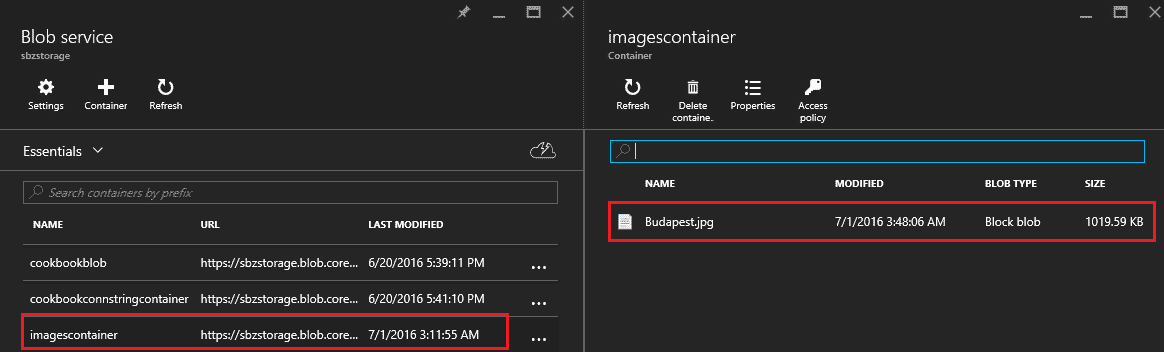 Blob service
sbzstorage
Settings Container Refresh
Essentials
Search containers by prefix
NAME URL LAST MODIFIED
cookbookblob https://sbzstorage.blob.core... 6/20/2016 5:39:11 PM ...
cookbookconnstringcontainer https://sbzstorage.blob.core... 6/20/2016 5:41:10 PM ...
imagescontainer https://sbzstorage.blob.core... 7/1/2016 3:11:55 AM ...
imagescontainer
Container
Refresh Delete containe.. Properties Access policy
NAME MODIFIED BLOB TYPE SIZE
Budapest.jpg 7/1/2016 3:48:06 AM Block blob 1019.59 KB